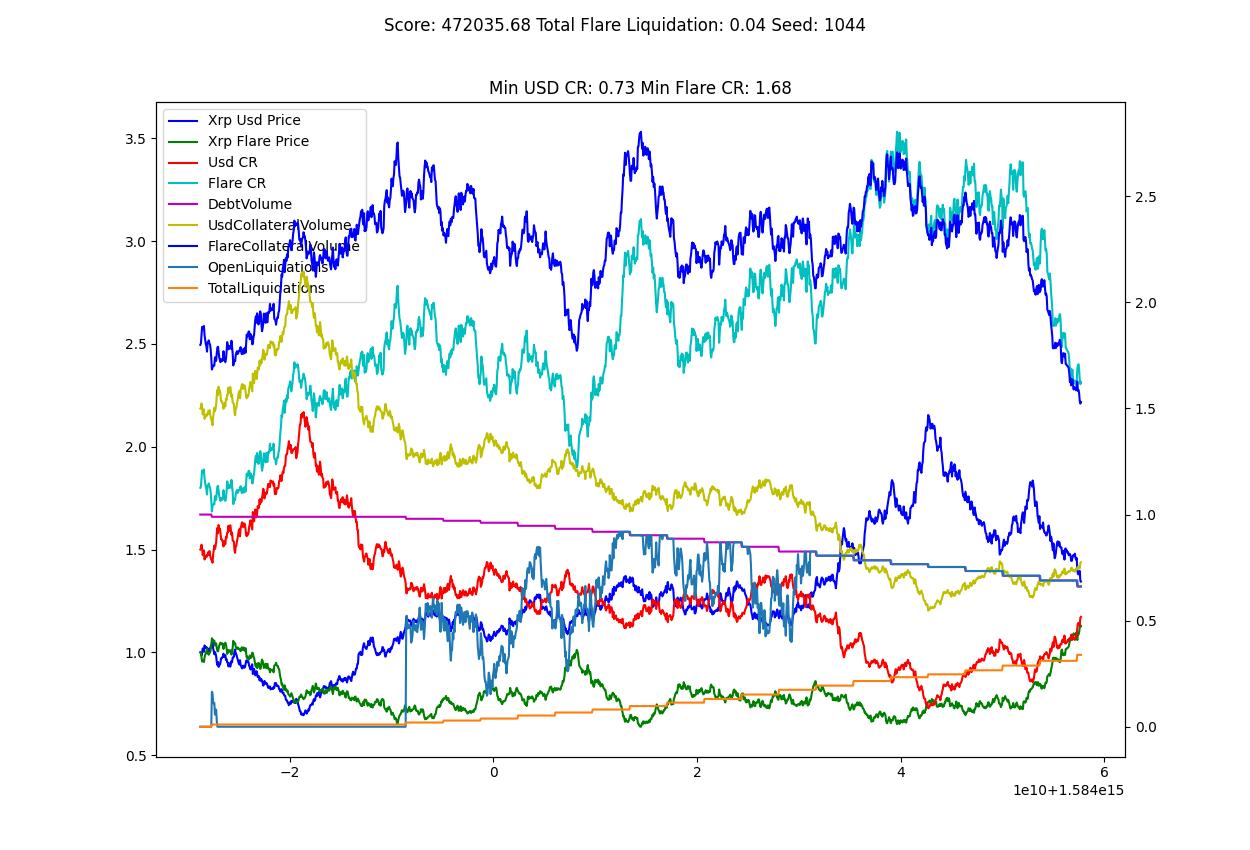 Score: 472035.68 Total Flare Liquidation: 0.04 Seed: 1044
Min USD CR: 0.73 Min Flare CR: 1.68
Xrp Usd Price
Xrp Flare Price
Usd CR
Flare CR
DebtVolume
UsdCollateralVolume
FlareCollateralVolume
OpenLiquidations
TotalLiquidations
3.5
3.0
2.5
2.0
1.5
1.0
0.5
2.5
2.0
1.5
1.0
0.5
0.0
−2 0 2 4 6
1e10+1.584e15